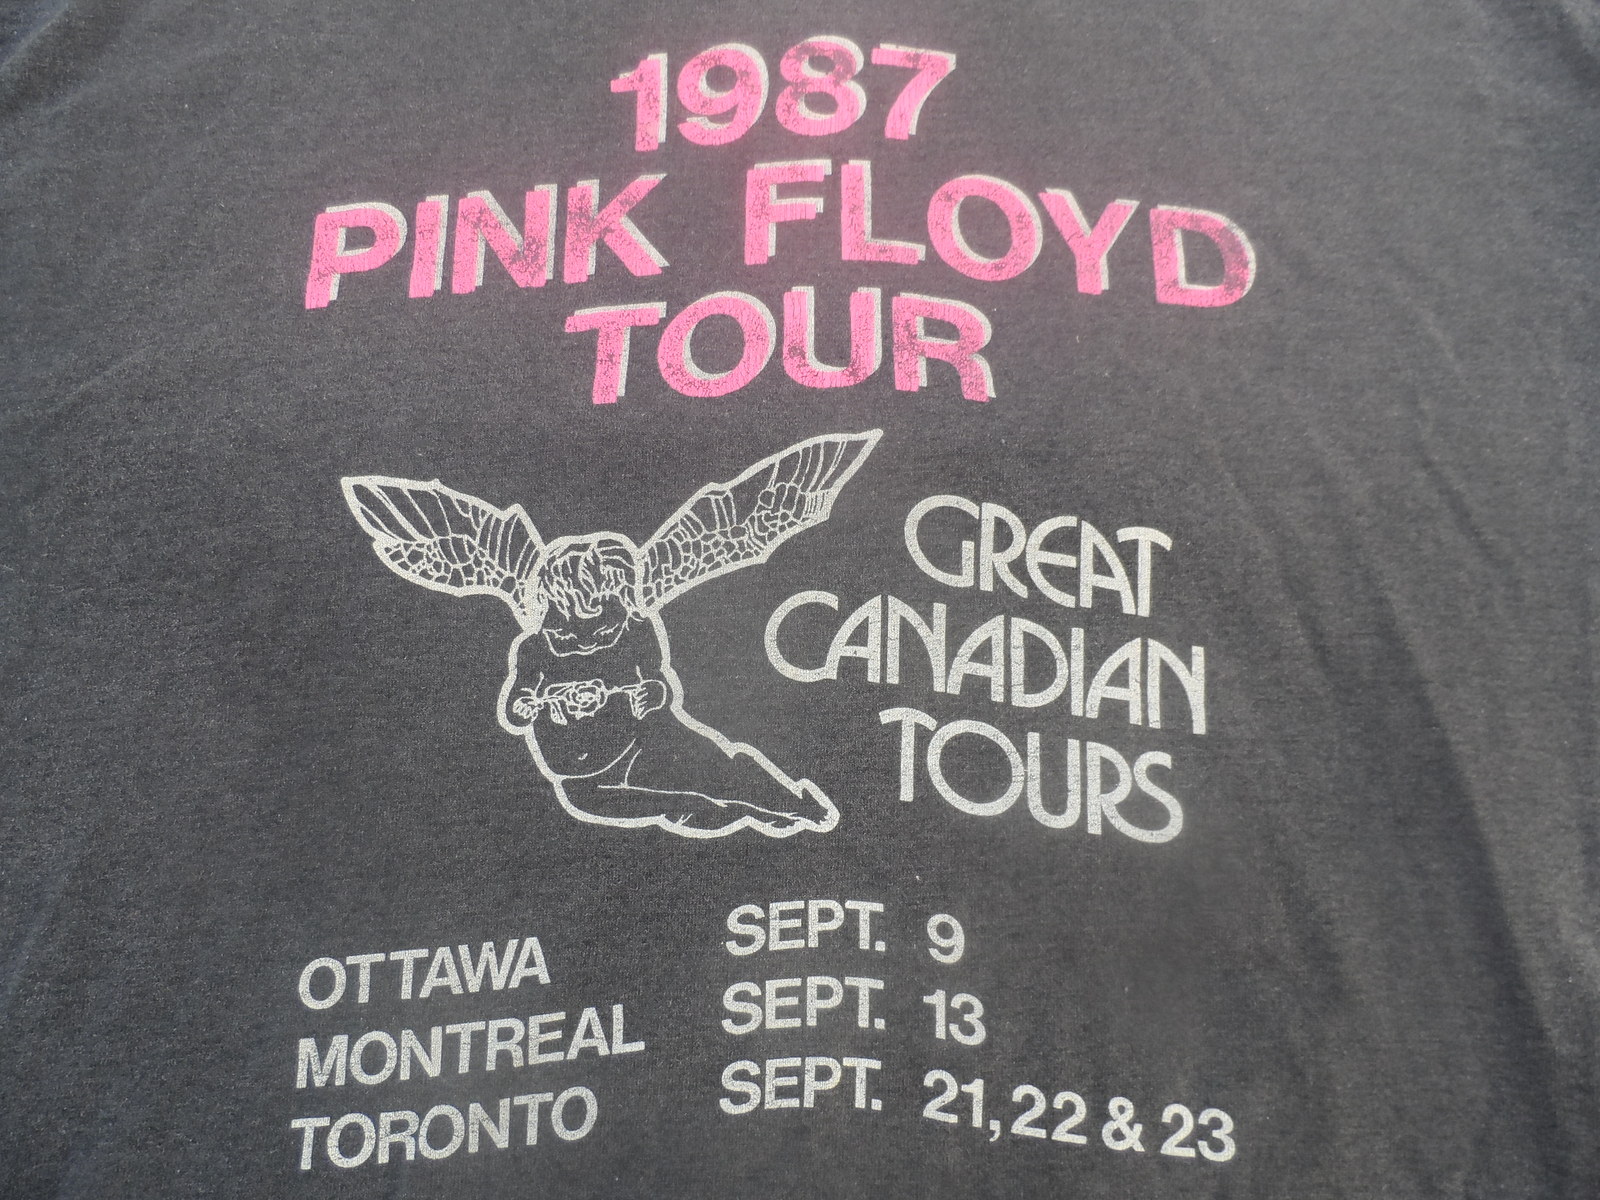 1987
PINK FLOYD
TOUR
GREAT
CANADIAN
TOURS
OTTAWA SEPT. 9
MONTREAL SEPT. 13
TORONTO SEPT. 21, 22 & 23